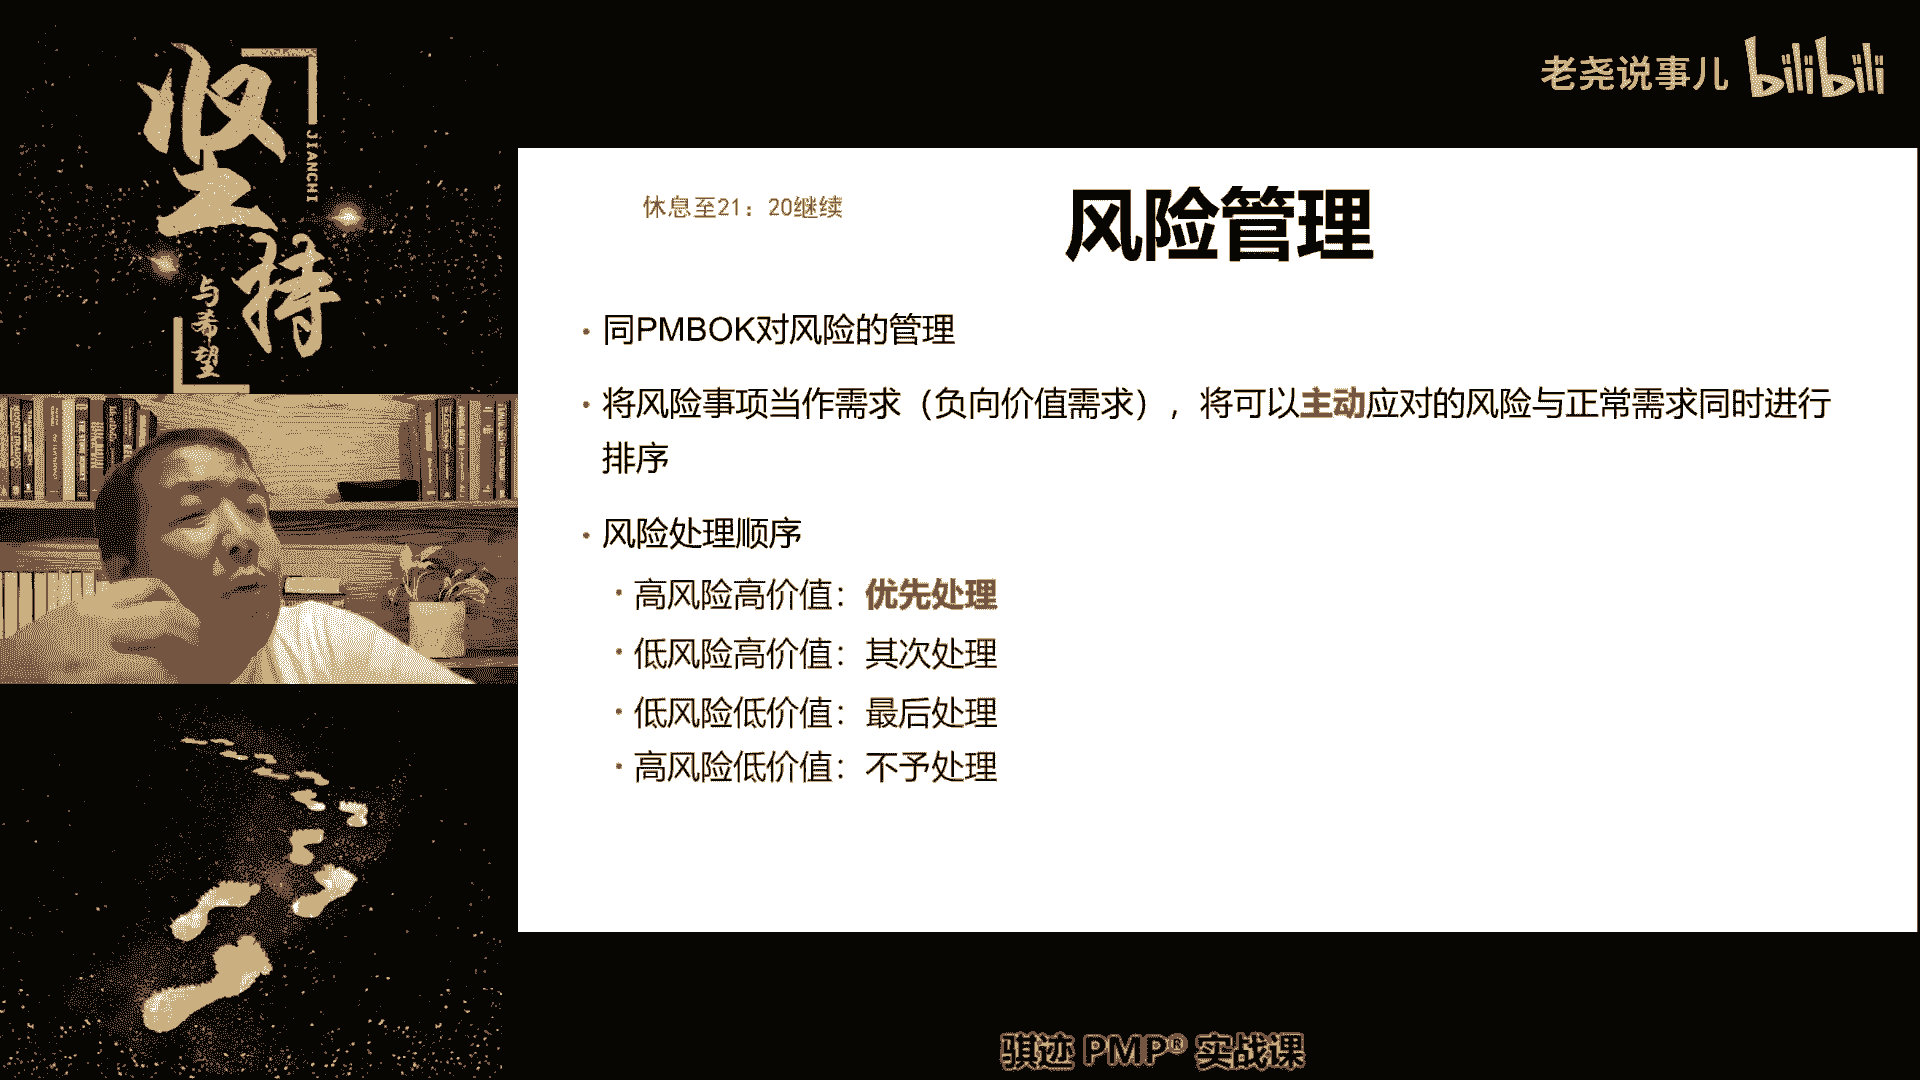 坚持
JIANCHI
与希望
老尧说事儿 bilibili
休息至21：20继续
风险管理
·同PMBOK对风险的管理
·将风险事项当作需求（负向价值需求），将可以主动应对的风险与正常需求同时进行
排序
·风险处理顺序
·高风险高价值：优先处理
·低风险高价值：其次处理
·低风险低价值：最后处理
·高风险低价值：不予处理
骐迹 PMP® 实战课